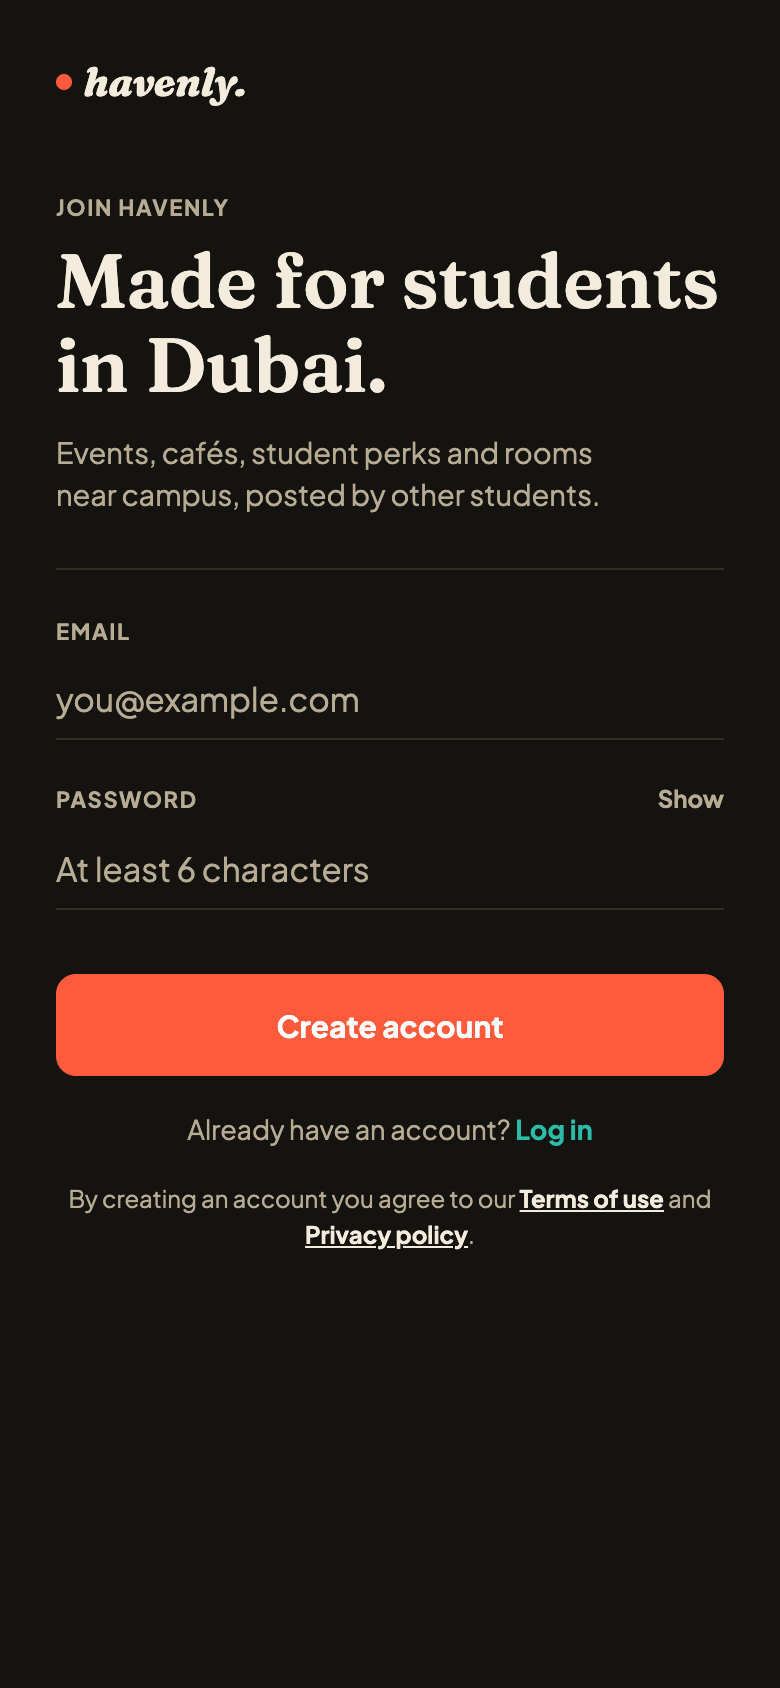 havenly.
JOIN HAVENLY
Made for students
in Dubai.
Events, cafés, student perks and rooms
near campus, posted by other students.
EMAIL
you@example.com
PASSWORD Show
At least 6 characters
Create account
Already have an account? Log in
By creating an account you agree to our Terms of use and
Privacy policy.